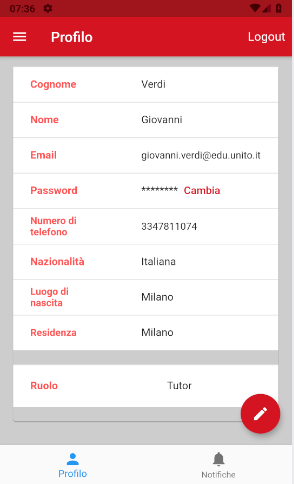 07:36
Profilo
Logout
Cognome Verdi
Nome Giovanni
Email giovanni.verdi@edu.unito.it
Password ******** Cambia
Numero di
telefono 3347811074
Nazionalità Italiana
Luogo di
nascita Milano
Residenza Milano
Ruolo Tutor
Profilo
Notifiche